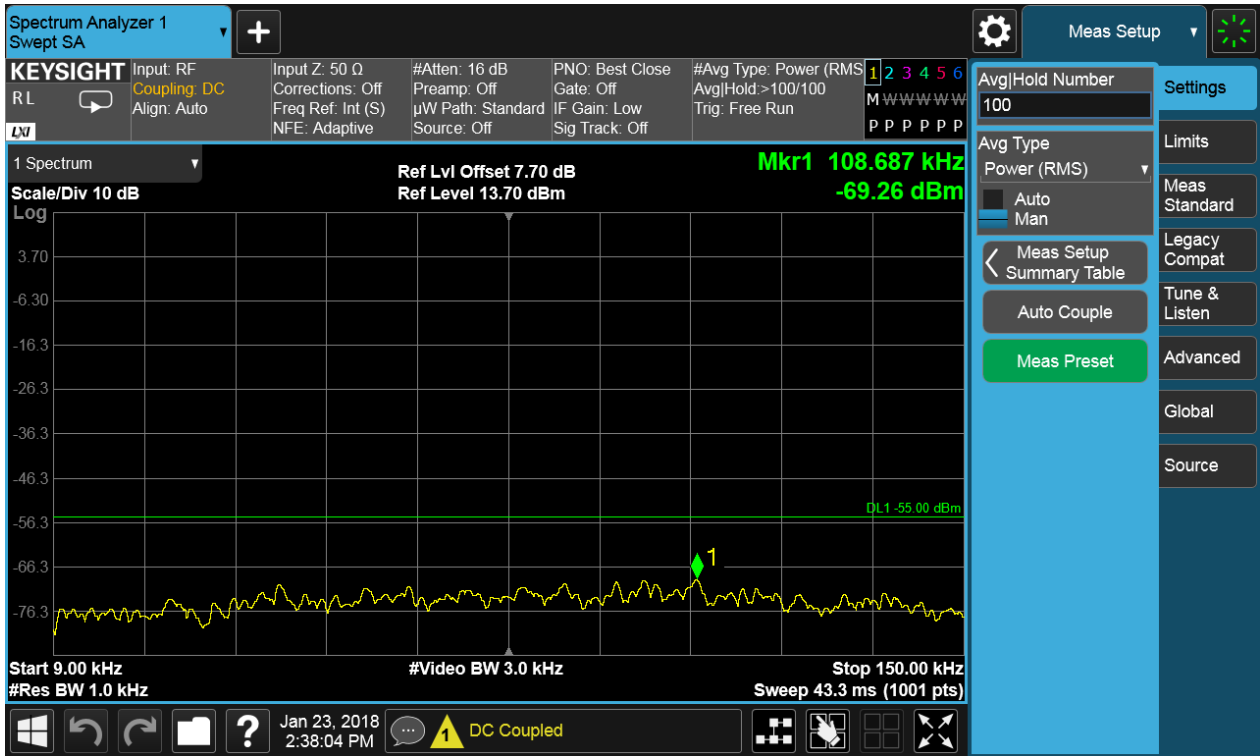 Spectrum Analyzer 1
Swept SA
+
Meas Setup
KEYSIGHT
R L
LXI
Input: RF
Coupling: DC
Align: Auto
Input Z: 50 Ω
Corrections: Off
Freq Ref: Int (S)
NFE: Adaptive
#Atten: 16 dB
Preamp: Off
µW Path: Standard
Source: Off
PNO: Best Close
Gate: Off
IF Gain: Low
Sig Track: Off
#Avg Type: Power (RMS
Avg|Hold:>100/100
Trig: Free Run
1 2 3 4 5 6
M W W W W W
P P P P P P
1 Spectrum
Scale/Div 10 dB
Ref Lvl Offset 7.70 dB
Ref Level 13.70 dBm
Mkr1 108.687 kHz
-69.26 dBm
Log
3.70
-6.30
-16.3
-26.3
-36.3
-46.3
DL1 -55.00 dBm
-56.3
1
-66.3
-76.3
Start 9.00 kHz
#Video BW 3.0 kHz
Stop 150.00 kHz
#Res BW 1.0 kHz
Sweep 43.3 ms (1001 pts)
Avg|Hold Number
100
Avg Type
Power (RMS)
Auto
Man
Meas Setup
Summary Table
Auto Couple
Meas Preset
Settings
Limits
Meas
Standard
Legacy
Compat
Tune &
Listen
Advanced
Global
Source
?
Jan 23, 2018
2:38:04 PM
1
DC Coupled